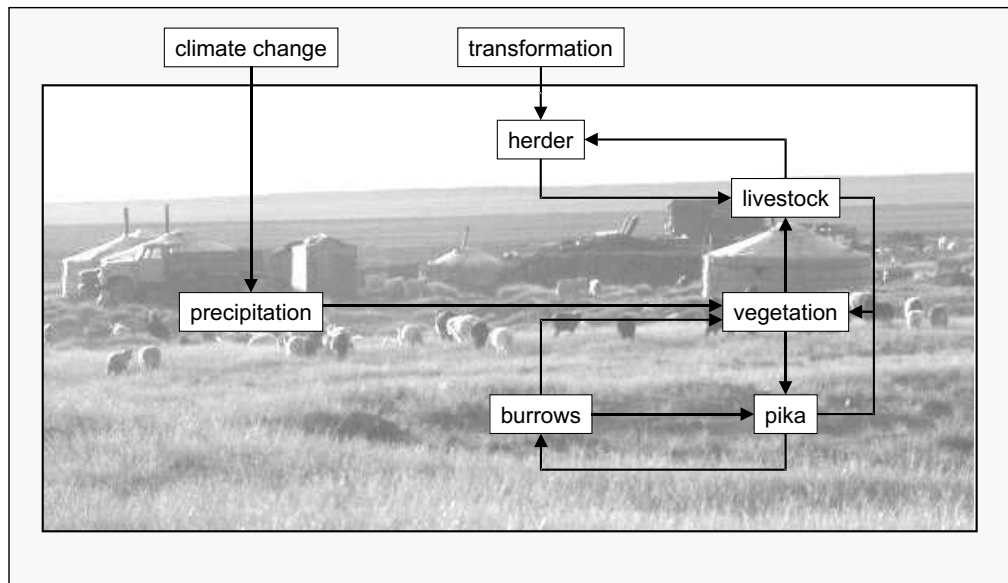 climate change
transformation
herder
livestock
precipitation
vegetation
burrows
pika